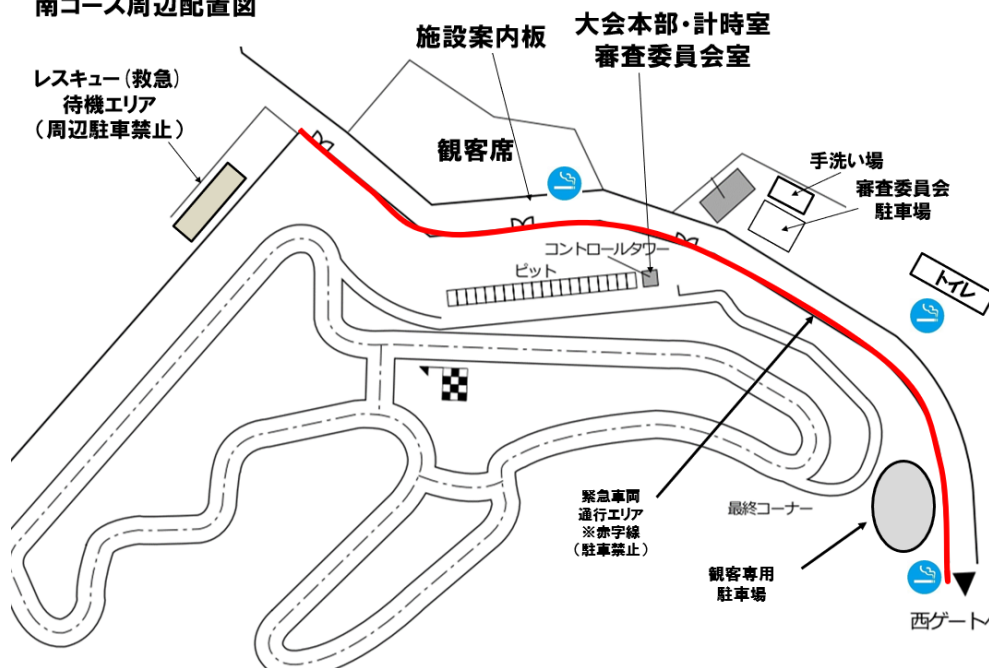 南コース周辺配置図
施設案内板
大会本部・計時室
審査委員会室
レスキュー(救急)
待機エリア
(周辺駐車禁止)
観客席
手洗い場
審査委員会
駐車場
コントロールタワー
ピット
トイレ
緊急車両
通行エリア
※赤字線
(駐車禁止)
最終コーナー
観客専用
駐車場
西ゲートへ